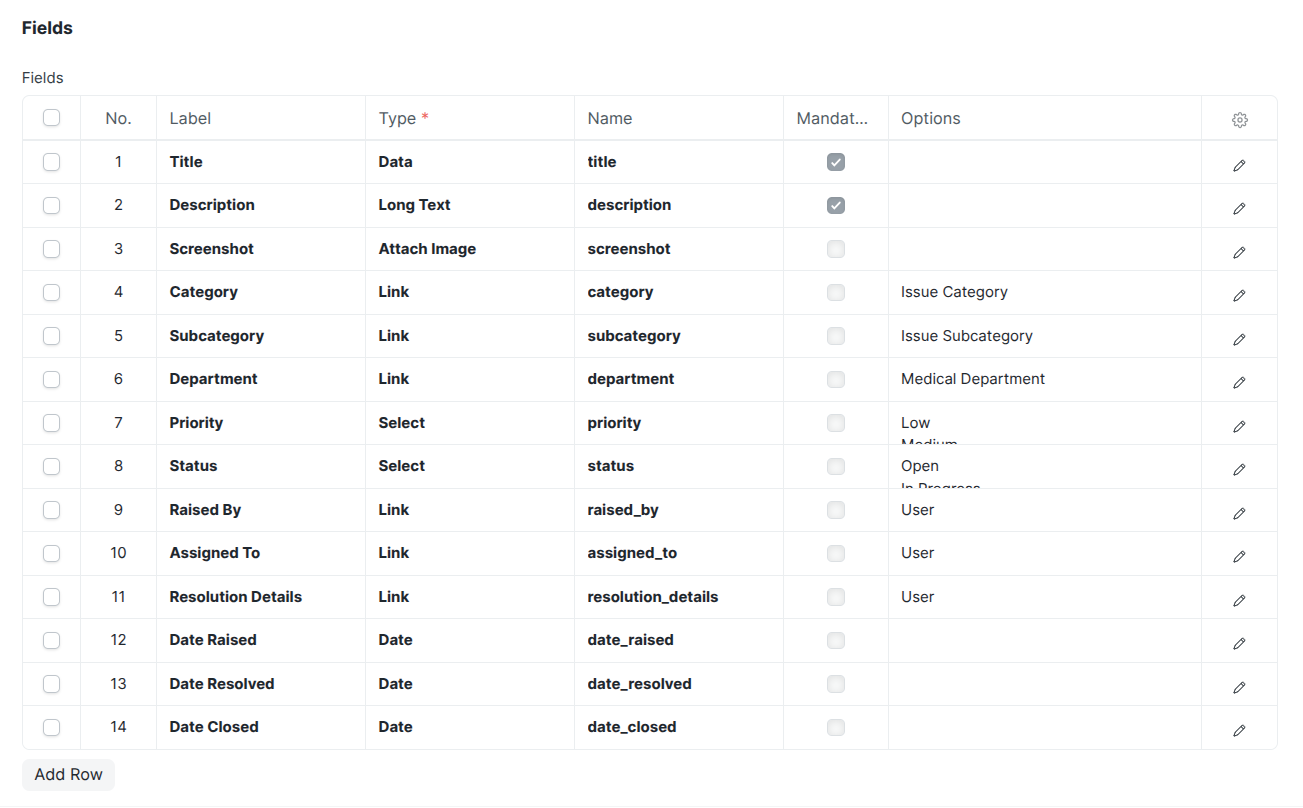 Fields
Fields
No. Label Type * Name Mandat... Options
1 Title Data title
2 Description Long Text description
3 Screenshot Attach Image screenshot
4 Category Link category Issue Category
5 Subcategory Link subcategory Issue Subcategory
6 Department Link department Medical Department
7 Priority Select priority Low
Medium
8 Status Select status Open
In Progress
9 Raised By Link raised_by User
10 Assigned To Link assigned_to User
11 Resolution Details Link resolution_details User
12 Date Raised Date date_raised
13 Date Resolved Date date_resolved
14 Date Closed Date date_closed
Add Row